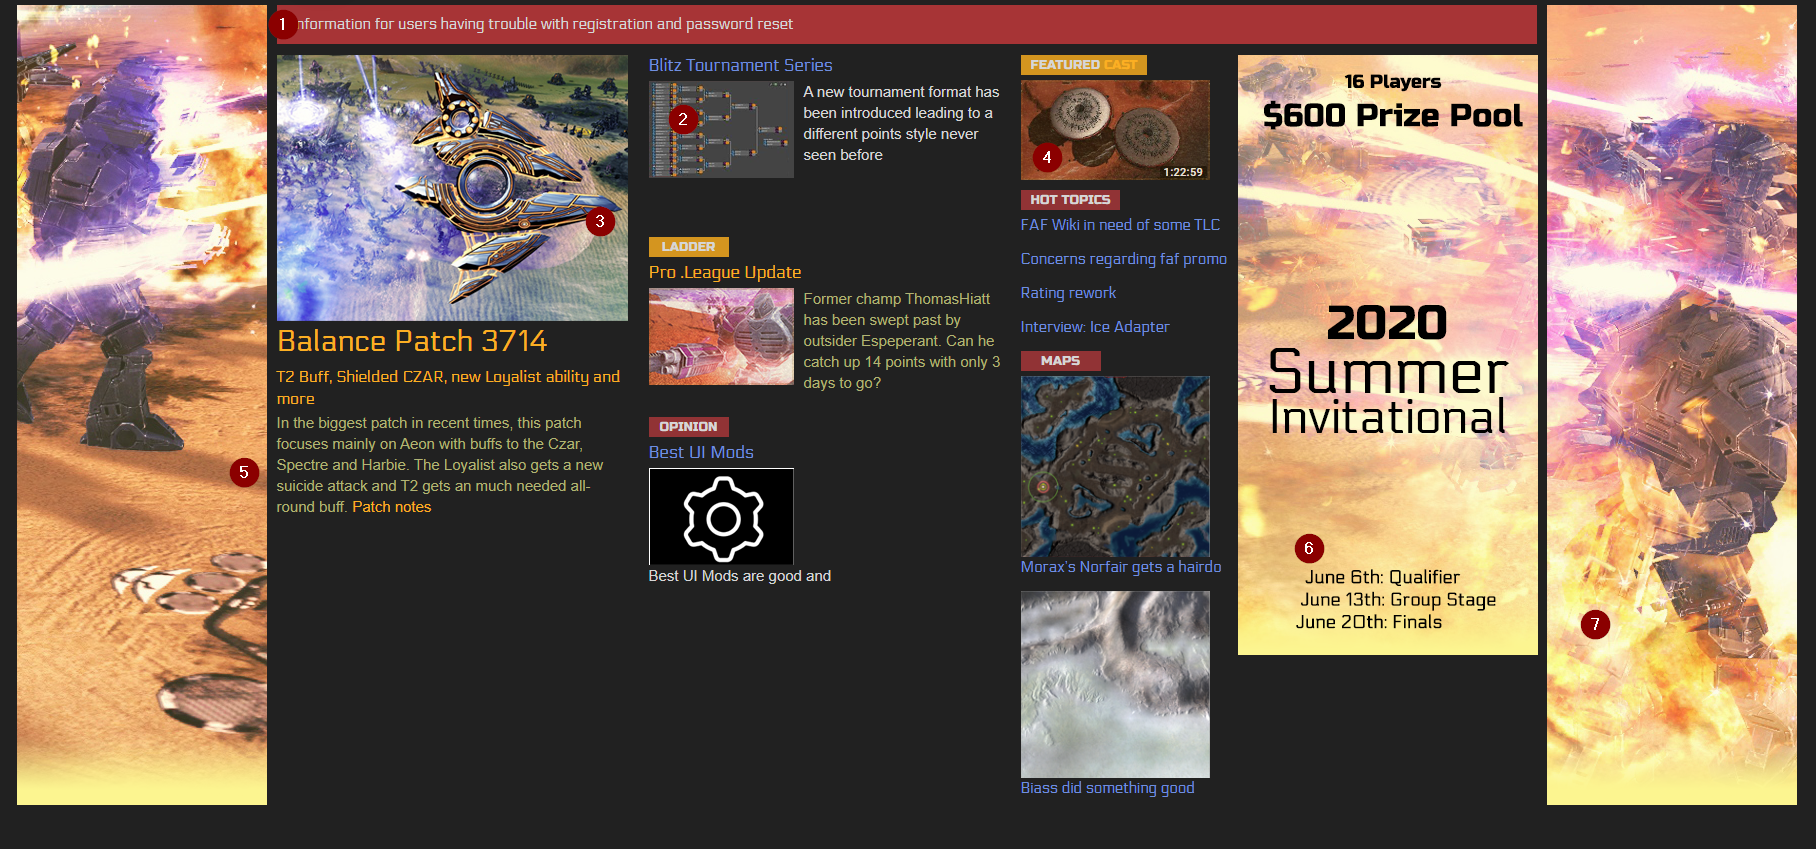 1 nformation for users having trouble with registration and password reset
3
Balance Patch 3714
T2 Buff, Shielded CZAR, new Loyalist ability and
more
In the biggest patch in recent times, this patch
focuses mainly on Aeon with buffs to the Czar,
Spectre and Harbie. The Loyalist also gets a new
suicide attack and T2 gets an much needed all-
round buff. Patch notes
5
Blitz Tournament Series
2
A new tournament format has
been introduced leading to a
different points style never
seen before
LADDER
Pro .League Update
Former champ ThomasHiatt
has been swept past by
outsider Espeperant. Can he
catch up 14 points with only 3
days to go?
OPINION
Best UI Mods
Best UI Mods are good and
FEATURED CAST
4
1:22:59
HOT TOPICS
FAF Wiki in need of some TLC
Concerns regarding faf promo
Rating rework
Interview: Ice Adapter
MAPS
Morax's Norfair gets a hairdo
Biass did something good
16 Players
$600 Prize Pool
2020
Summer
Invitational
6
June 6th: Qualifier
June 13th: Group Stage
June 20th: Finals
7